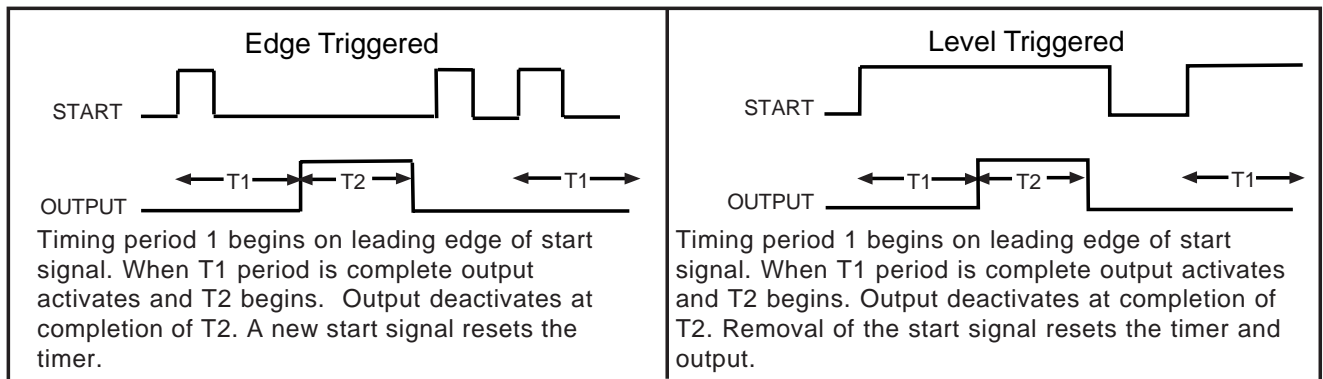 Edge Triggered
START
T1
T2
T1
OUTPUT
Timing period 1 begins on leading edge of start
signal. When T1 period is complete output
activates and T2 begins. Output deactivates at
completion of T2. A new start signal resets the
timer.
Level Triggered
START
T1
T2
T1
OUTPUT
Timing period 1 begins on leading edge of start
signal. When T1 period is complete output activates
and T2 begins. Output deactivates at completion of
T2. Removal of the start signal resets the timer and
output.